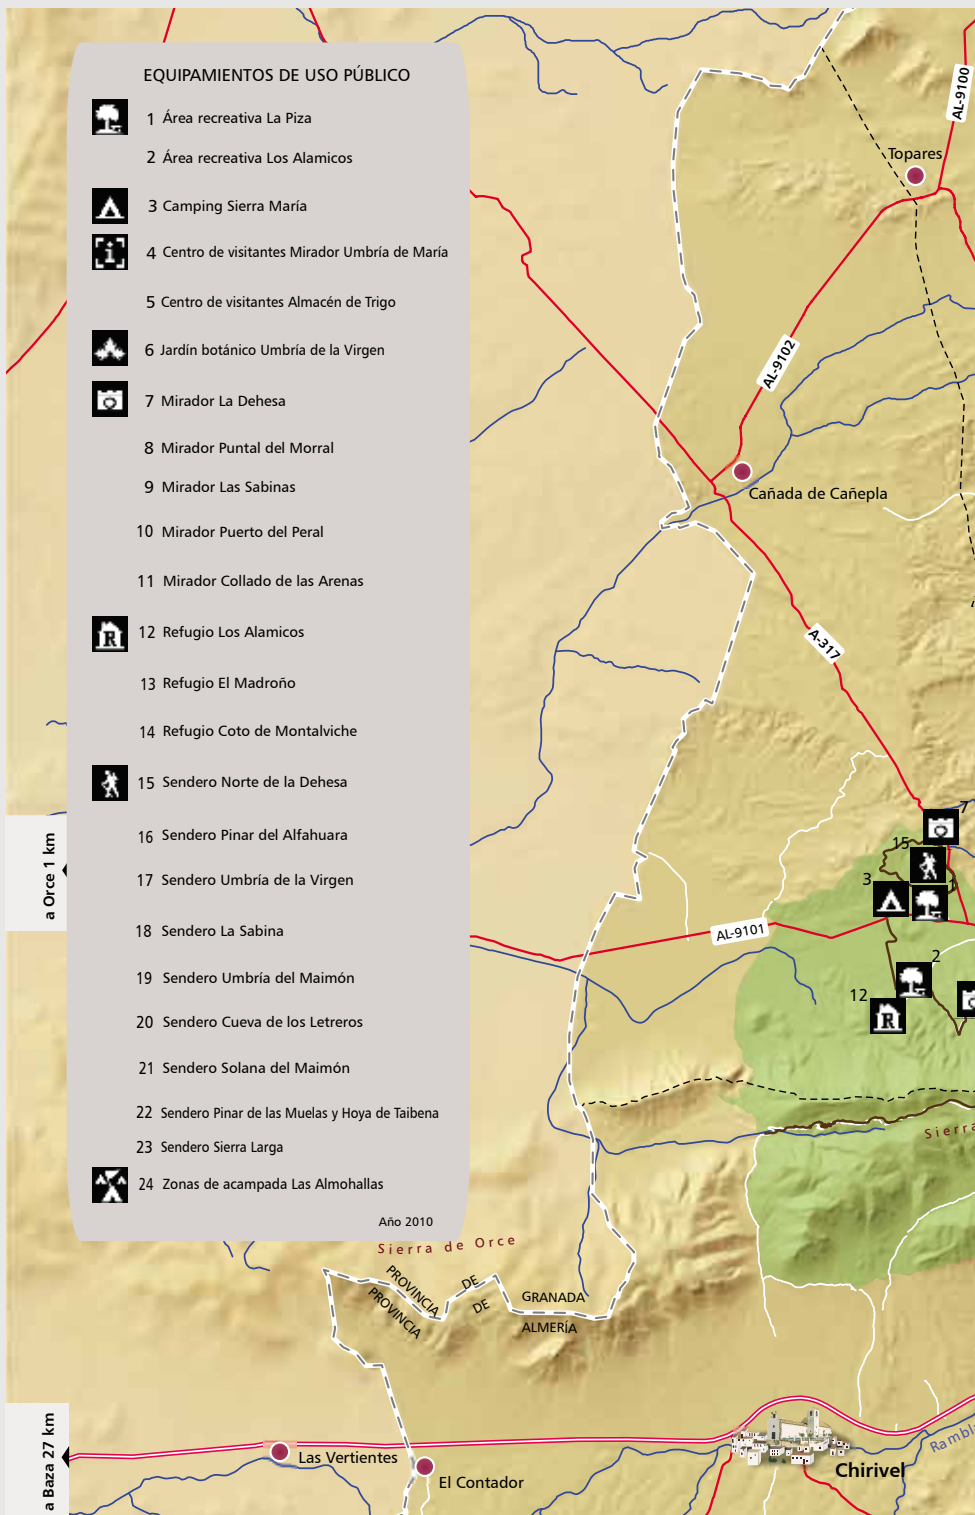 EQUIPAMIENTOS DE USO PÚBLICO
1 Área recreativa La Piza
2 Área recreativa Los Alamicos
3 Camping Sierra María
4 Centro de visitantes Mirador Umbría de María
5 Centro de visitantes Almacén de Trigo
6 Jardín botánico Umbría de la Virgen
7 Mirador La Dehesa
8 Mirador Puntal del Morral
9 Mirador Las Sabinas
10 Mirador Puerto del Peral
11 Mirador Collado de las Arenas
R 12 Refugio Los Alamicos
13 Refugio El Madroño
14 Refugio Coto de Montalviche
15 Sendero Norte de la Dehesa
16 Sendero Pinar del Alfahuara
17 Sendero Umbría de la Virgen
18 Sendero La Sabina
19 Sendero Umbría del Maimón
20 Sendero Cueva de los Letreros
21 Sendero Solana del Maimón
22 Sendero Pinar de las Muelas y Hoya de Taibena
23 Sendero Sierra Larga
24 Zonas de acampada Las Almohallas
Año 2010
AL-9100
Topares
AL-9102
Cañada de Cañepla
A-317
7
15
3
1
a Orce 1 km
AL-9101
2
12
R
Sierra
Sierra de Orce
PROVINCIA DE GRANADA
PROVINCIA DE ALMERÍA
a Baza 27 km
Las Vertientes
El Contador
Chirivel
Rambl